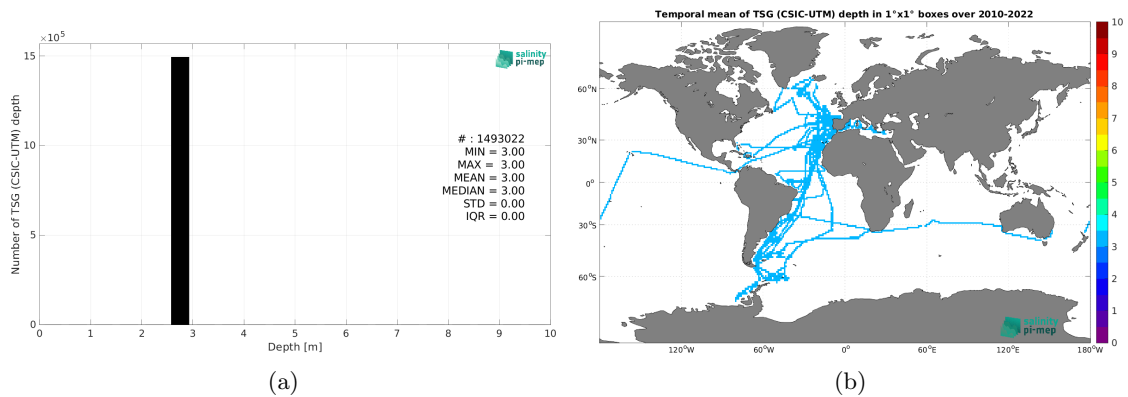 ×10⁵
15
10
5
0
Number of TSG (CSIC-UTM) depth
salinity
pi-mep
# : 1493022
MIN = 3.00
MAX = 3.00
MEAN = 3.00
MEDIAN = 3.00
STD = 0.00
IQR = 0.00
0 1 2 3 4 5 6 7 8 9 10
Depth [m]
(a)
Temporal mean of TSG (CSIC-UTM) depth in 1°x1° boxes over 2010-2022
60°N
30°N
0°
30°S
60°S
120°W 60°W 0° 60°E 120°E 180°W
salinity
pi-mep
10
9
8
7
6
5
4
3
2
1
0
(b)